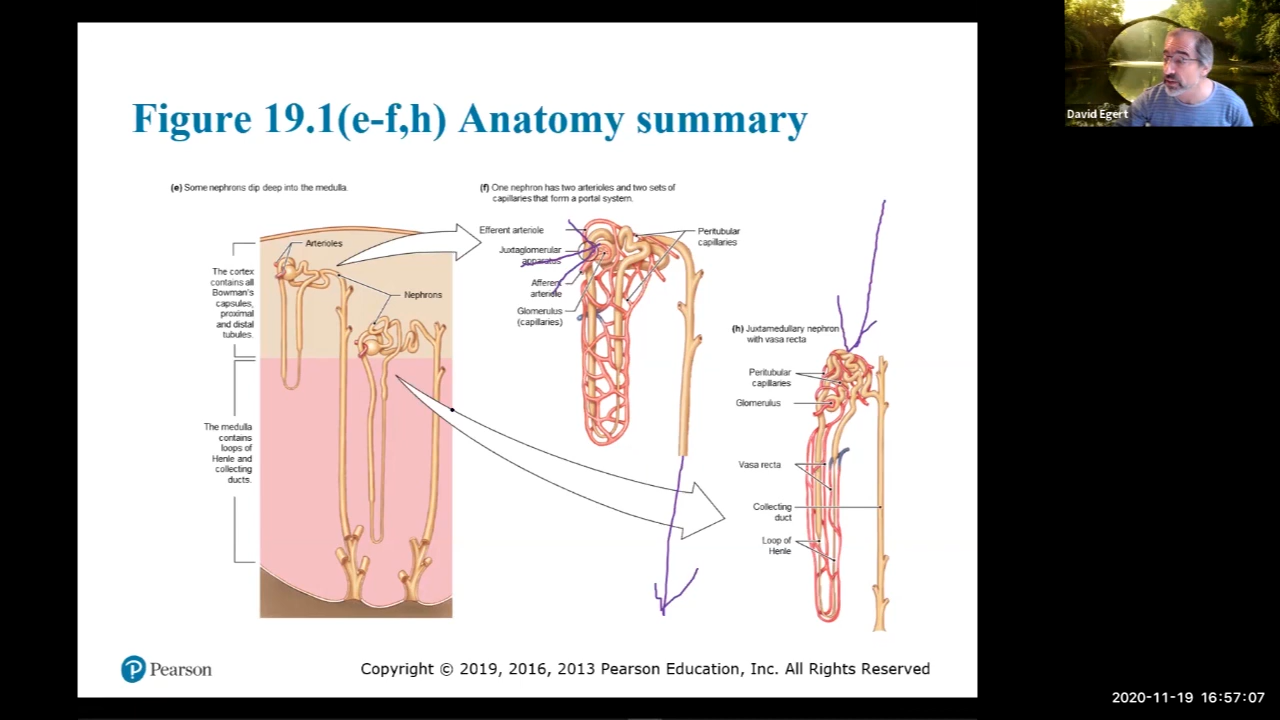 David Egert
Figure 19.1(e-f,h) Anatomy summary
(e) Some nephrons dip deep into the medulla.
Arterioles
The cortex
contains all
Bowman's
capsules,
proximal
and distal
tubules.
Nephrons
The medulla
contains
loops of
Henle and
collecting
ducts.
(f) One nephron has two arterioles and two sets of
capillaries that form a portal system.
Efferent arteriole
Juxtaglomerular
apparatus
Afferent
arteriole
Glomerulus
(capillaries)
Peritubular
capillaries
(h) Juxtamedullary nephron
with vasa recta
Peritubular
capillaries
Glomerulus
Vasa recta
Collecting
duct
Loop of
Henle
Pearson
Copyright © 2019, 2016, 2013 Pearson Education, Inc. All Rights Reserved
2020-11-19 16:57:07